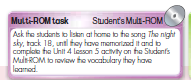 Multi-ROM task Student's Multi-ROM
Ask the students to listen at home to the song The night
sky, track 18, until they have memorized it and to
complete the Unit 4 Lesson 5 activity on the Student's
Multi-ROM to review the vocabulary they have
learned.